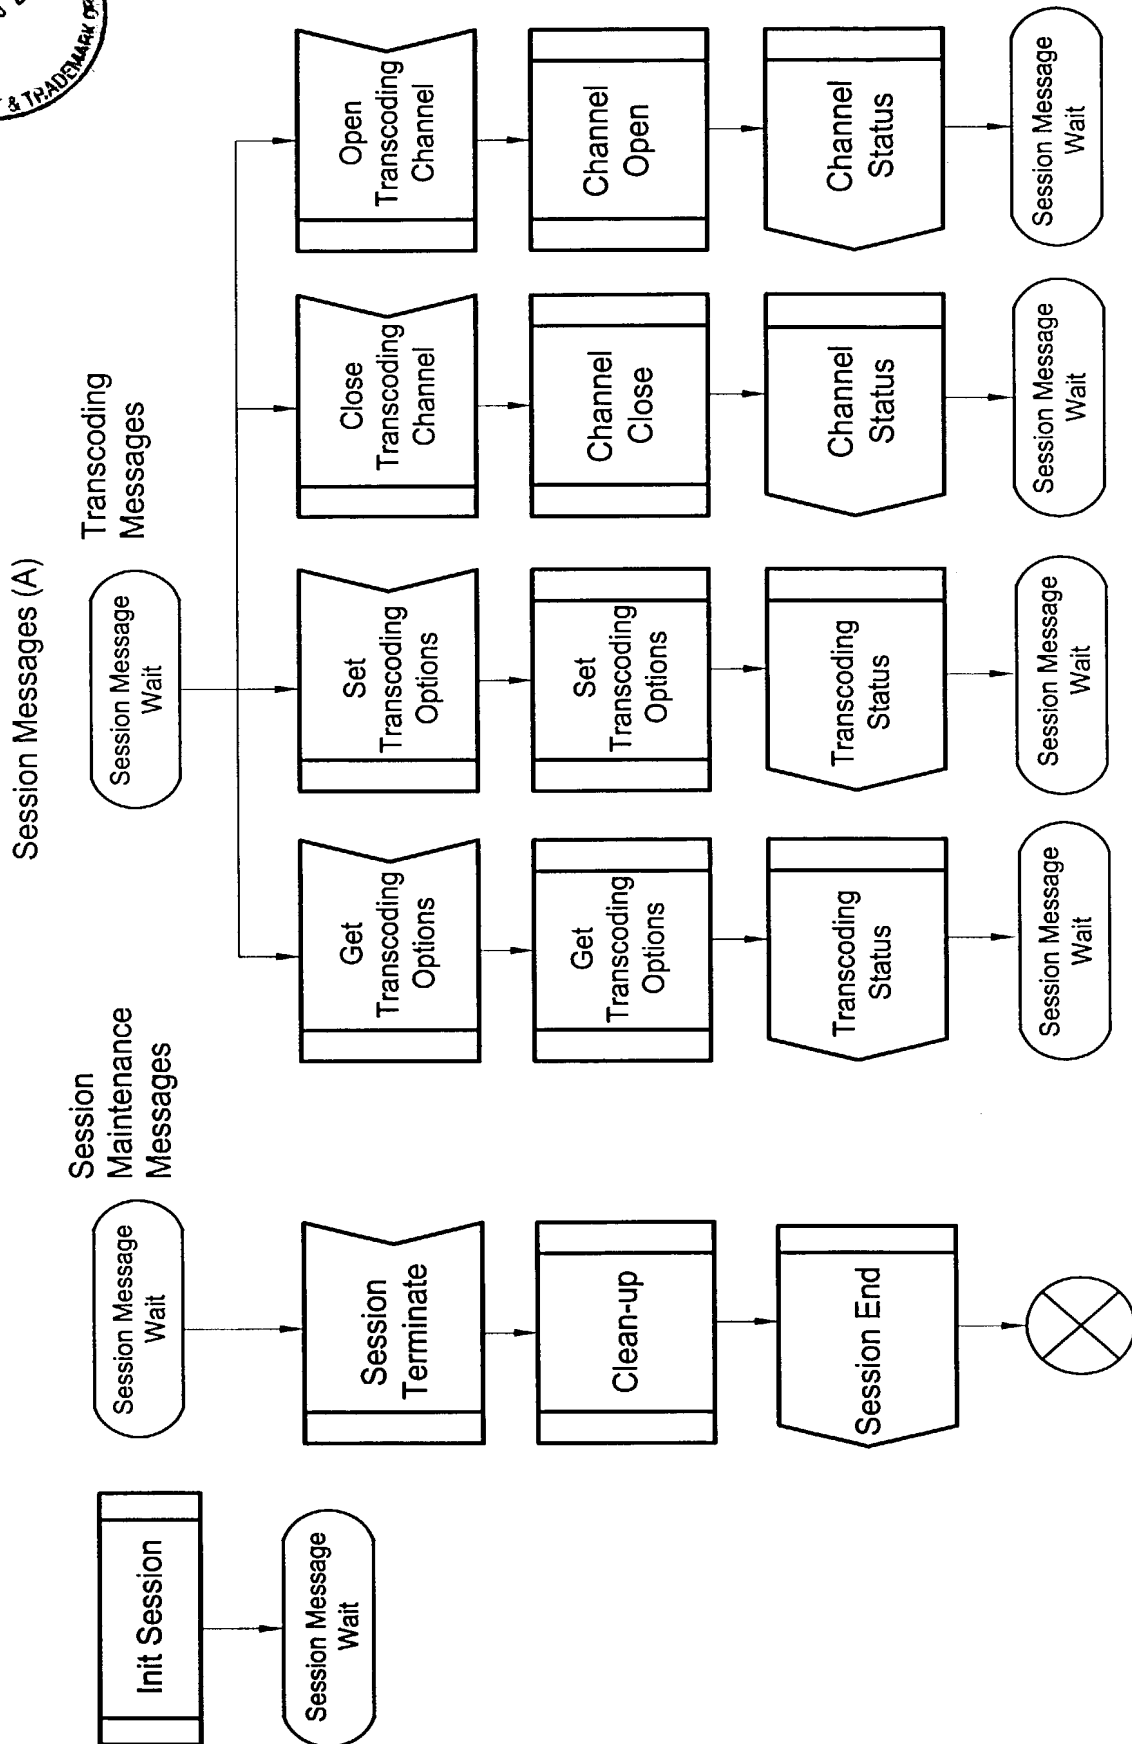 Session Messages (A)
Init Session
Session Message
Wait
Session
Maintenance
Messages
Session Message
Wait
Session
Terminate
Clean-up
Session End
Transcoding
Messages
Session Message
Wait
Get
Transcoding
Options
Get
Transcoding
Options
Transcoding
Status
Session Message
Wait
Set
Transcoding
Options
Set
Transcoding
Options
Transcoding
Status
Session Message
Wait
Close
Transcoding
Channel
Channel
Close
Channel
Status
Session Message
Wait
Open
Transcoding
Channel
Channel
Open
Channel
Status
Session Message
Wait
& TRADEMARK